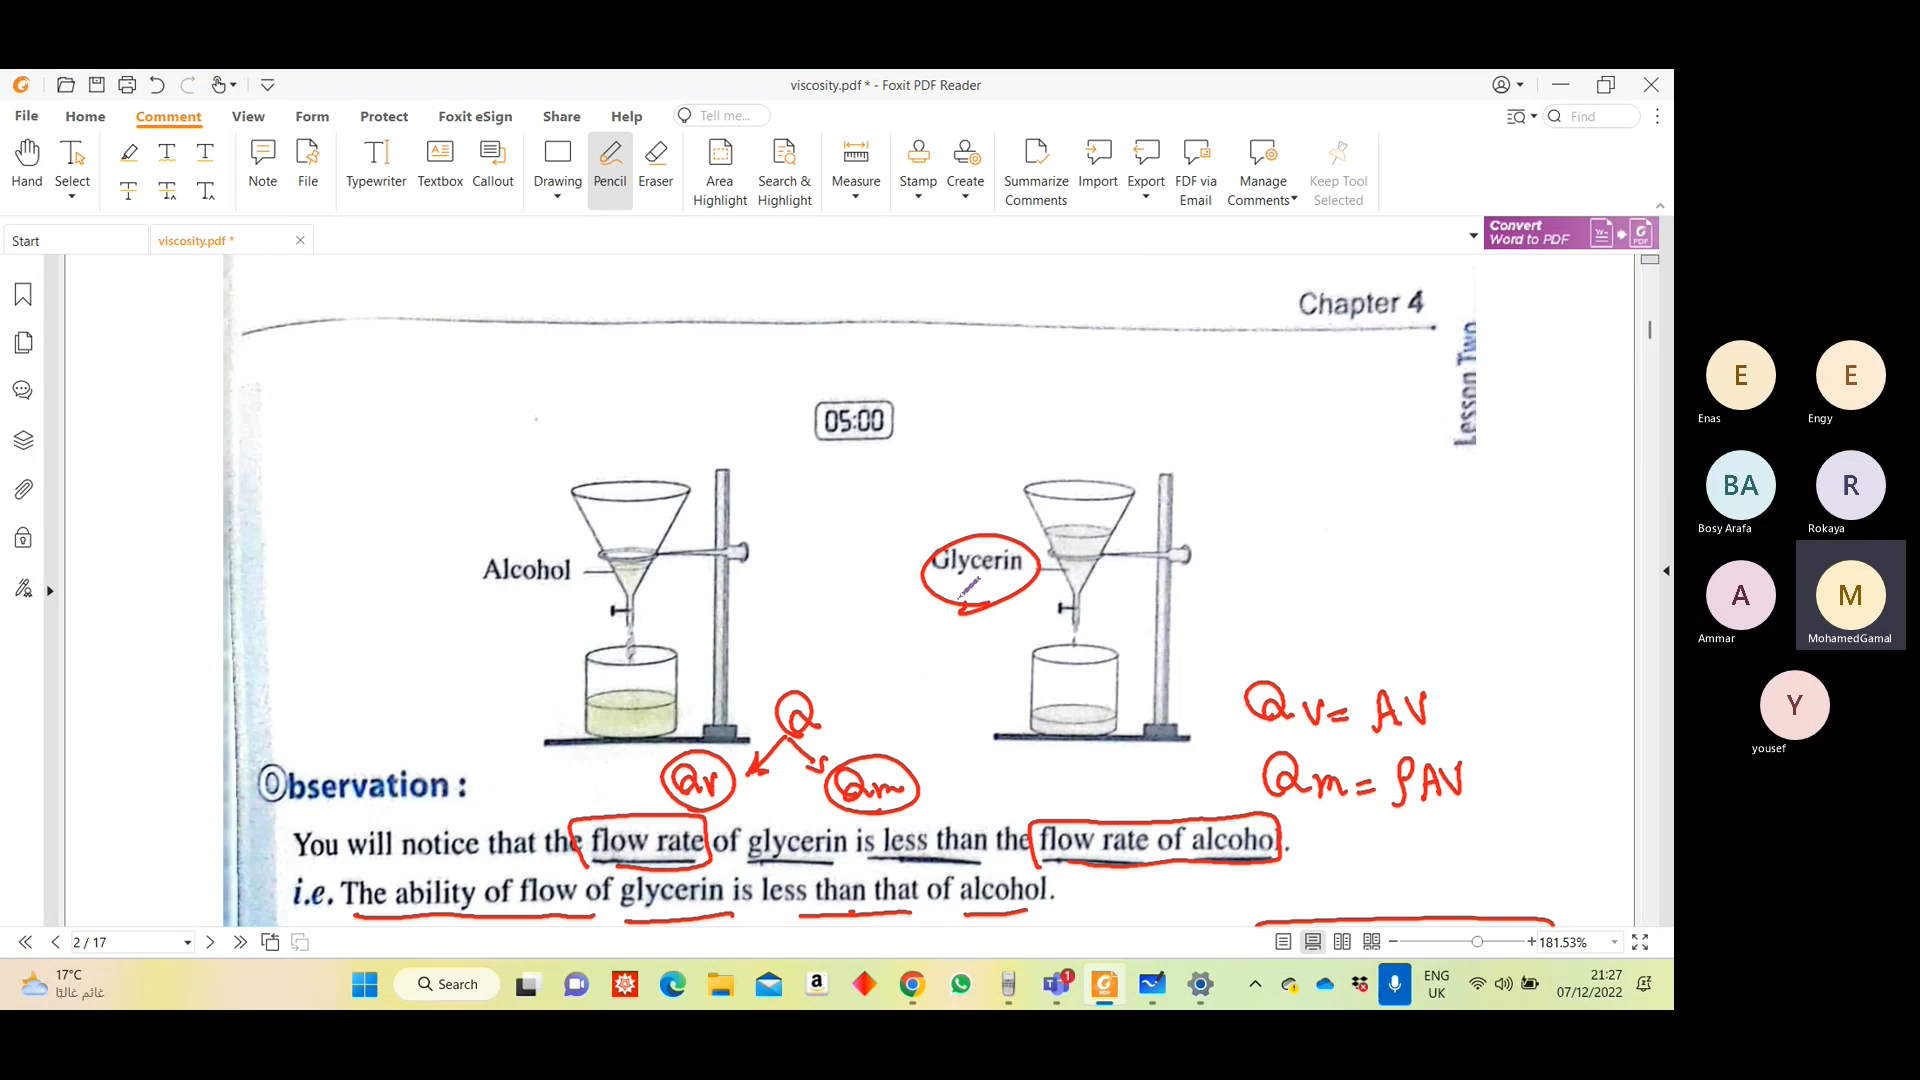 viscosity.pdf * - Foxit PDF Reader
File Home Comment View Form Protect Foxit eSign Share Help Tell me... Find
Hand Select Note File Typewriter Textbox Callout Drawing Pencil Eraser Area Highlight Search & Highlight Measure Stamp Create Summarize Comments Import Export FDF via Email Manage Comments Keep Tool Selected
Start viscosity.pdf *
Convert Word to PDF
Chapter 4
Lesson Two
05:00
Alcohol
Glycerin
Q
Qv = AV
Qv Qm
Qm = ρAV
Observation :
You will notice that the flow rate of glycerin is less than the flow rate of alcohol.
i.e. The ability of flow of glycerin is less than that of alcohol.
2 / 17
181.53%
17°C
غائم غالبًا
Search
1
ENG
UK
21:27
07/12/2022
E
Enas
E
Engy
BA
Bosy Arafa
R
Rokaya
A
Ammar
M
MohamedGamal
Y
yousef